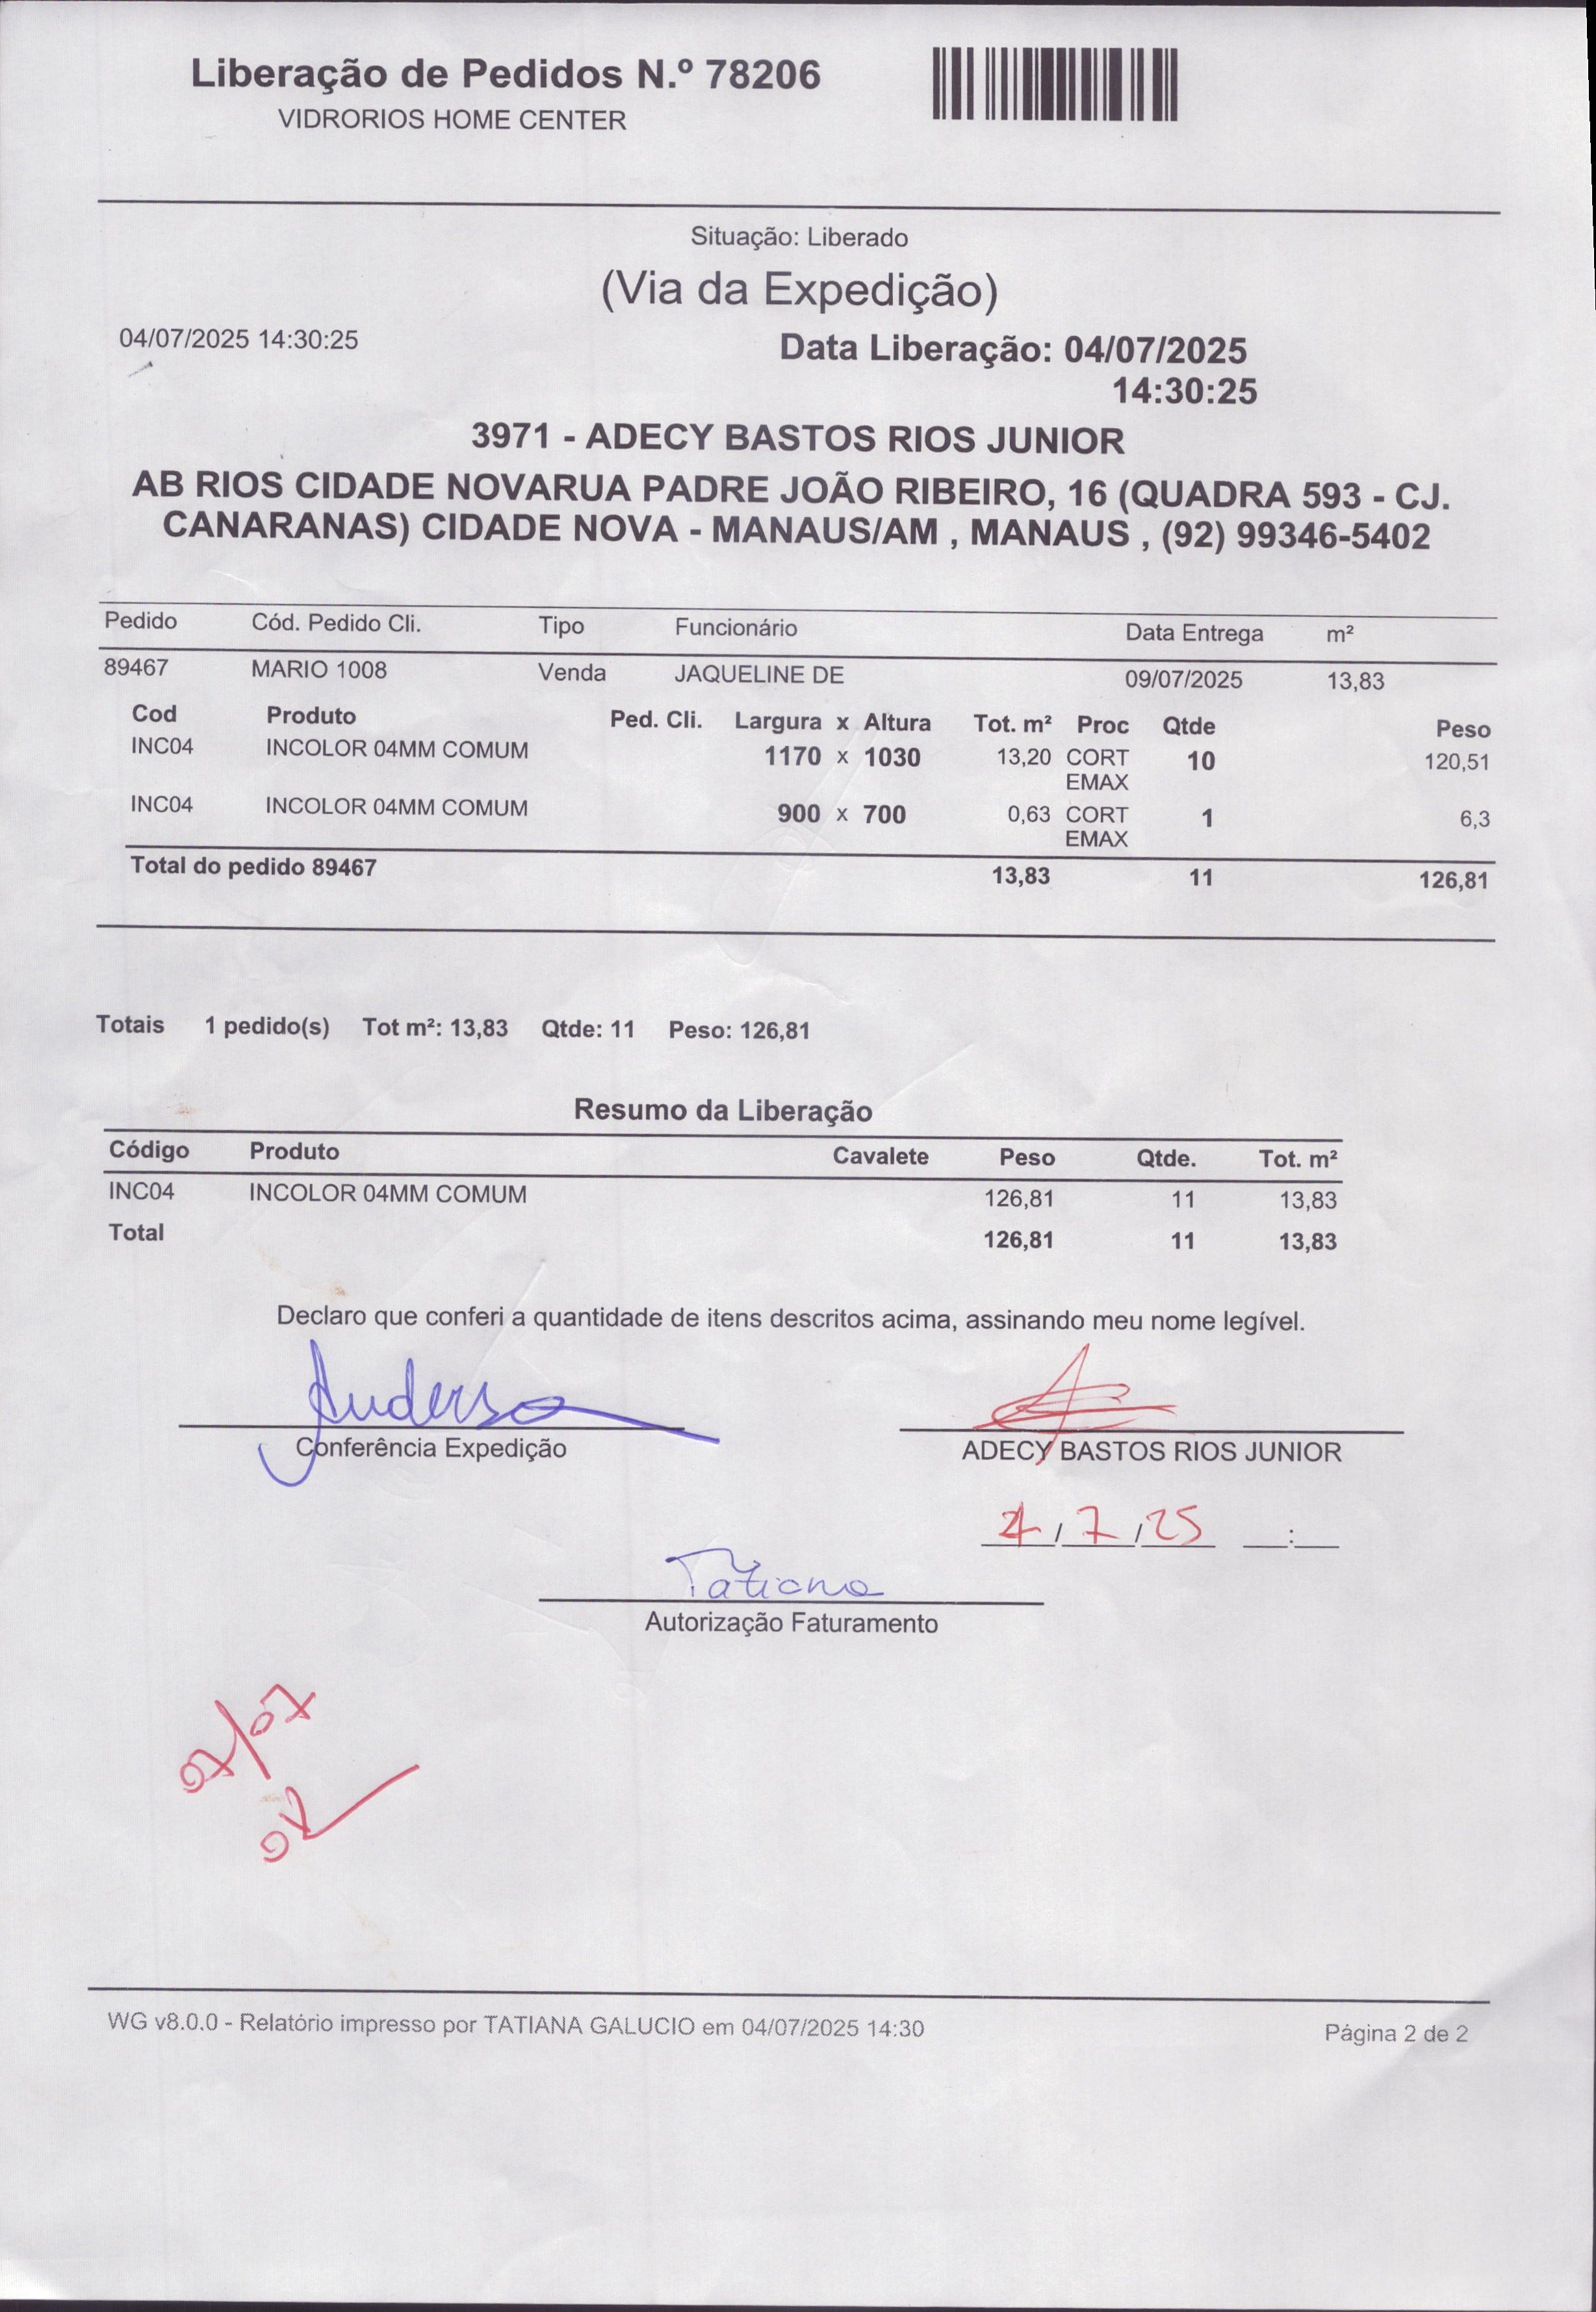 Liberação de Pedidos N.º 78206
VIDRORIOS HOME CENTER
Situação: Liberado
(Via da Expedição)
04/07/2025 14:30:25
Data Liberação: 04/07/2025
14:30:25
3971 - ADECY BASTOS RIOS JUNIOR
AB RIOS CIDADE NOVARUA PADRE JOÃO RIBEIRO, 16 (QUADRA 593 - CJ.
CANARANAS) CIDADE NOVA - MANAUS/AM , MANAUS , (92) 99346-5402
Pedido Cód. Pedido Cli. Tipo Funcionário Data Entrega m²
89467 MARIO 1008 Venda JAQUELINE DE 09/07/2025 13,83
Cod Produto Ped. Cli. Largura x Altura Tot. m² Proc Qtde Peso
INC04 INCOLOR 04MM COMUM 1170 x 1030 13,20 CORT 10 120,51
EMAX
INC04 INCOLOR 04MM COMUM 900 x 700 0,63 CORT 1 6,3
EMAX
Total do pedido 89467 13,83 11 126,81
Totais 1 pedido(s) Tot m²: 13,83 Qtde: 11 Peso: 126,81
Resumo da Liberação
Código Produto Cavalete Peso Qtde. Tot. m²
INC04 INCOLOR 04MM COMUM 126,81 11 13,83
Total 126,81 11 13,83
Declaro que conferi a quantidade de itens descritos acima, assinando meu nome legível.
Anderson
Conferência Expedição
ADECY BASTOS RIOS JUNIOR
4/7/25 __:__
Tatiana
Autorização Faturamento
07/07
OK
WG v8.0.0 - Relatório impresso por TATIANA GALUCIO em 04/07/2025 14:30
Página 2 de 2